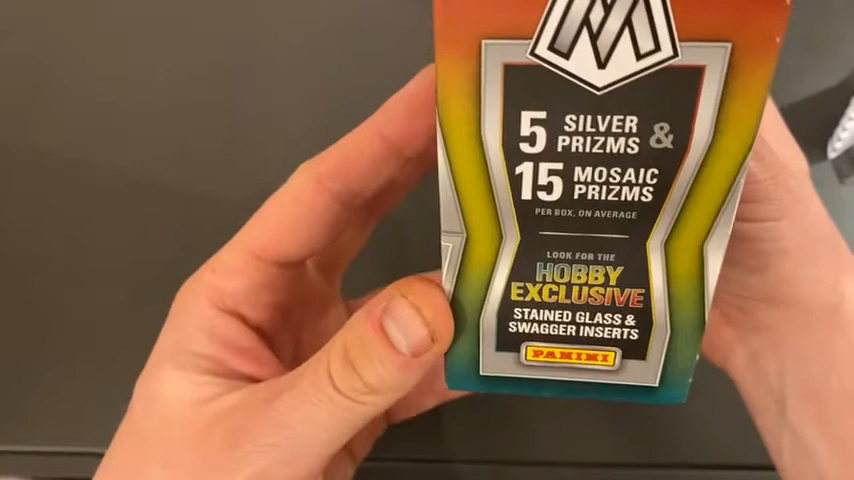 M
5 SILVER PRIZMS &
15 MOSAIC PRIZMS
PER BOX, ON AVERAGE
LOOK FOR THE
HOBBY
EXCLUSIVE
STAINED GLASS &
SWAGGER INSERTS
PANINI